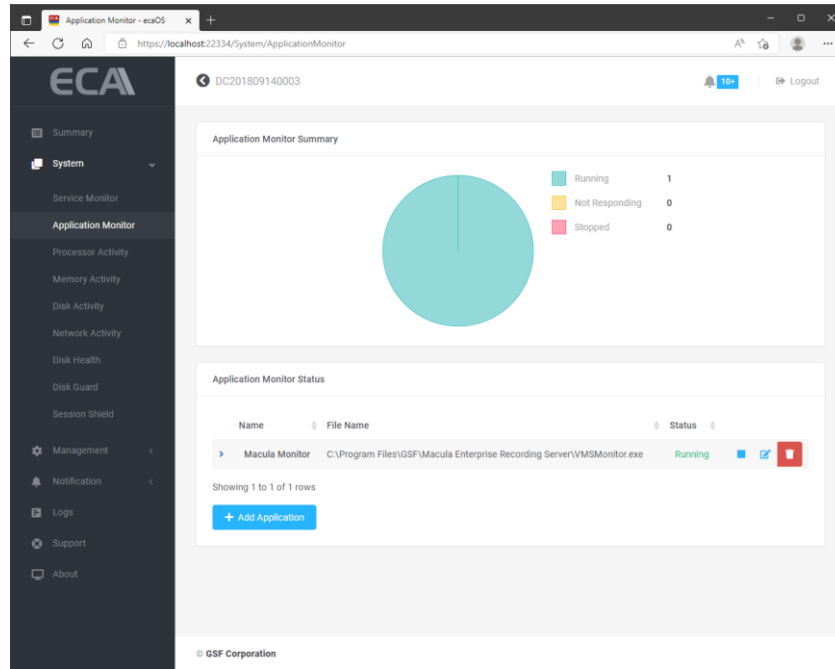 Application Monitor - ecaOS
https://localhost:22334/System/ApplicationMonitor
ECA
DC201809140003
10+
Logout
Summary
System
Service Monitor
Application Monitor
Processor Activity
Memory Activity
Disk Activity
Network Activity
Disk Health
Disk Guard
Session Shield
Management
Notification
Logs
Support
About
Application Monitor Summary
Running 1
Not Responding 0
Stopped 0
Application Monitor Status
Name File Name Status
Macula Monitor C:\Program Files\GSF\Macula Enterprise Recording Server\VMSMonitor.exe Running
Showing 1 to 1 of 1 rows
+ Add Application
© GSF Corporation